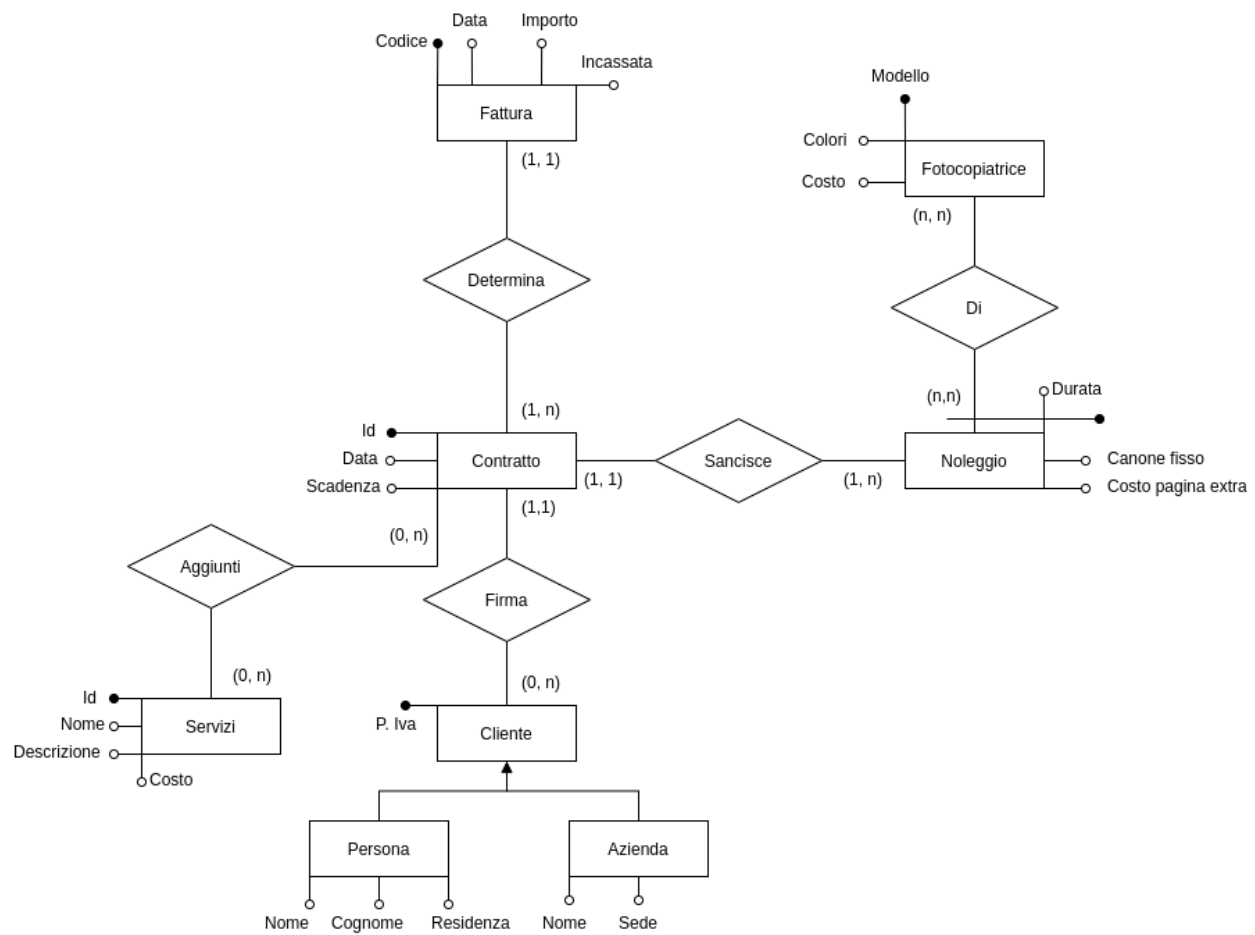 Data
Importo
Codice
Incassata
Fattura
(1, 1)
Modello
Colori
Fotocopiatrice
Costo
(n, n)
Determina
Di
(1, n)
(n,n)
Durata
Id
Data
Contratto
Scadenza
(1, 1)
Sancisce
(1, n)
Noleggio
Canone fisso
Costo pagina extra
(1,1)
(0, n)
Aggiunti
Firma
(0, n)
(0, n)
Id
Nome
Servizi
Descrizione
Costo
P. Iva
Cliente
Persona
Azienda
Nome
Cognome
Residenza
Nome
Sede